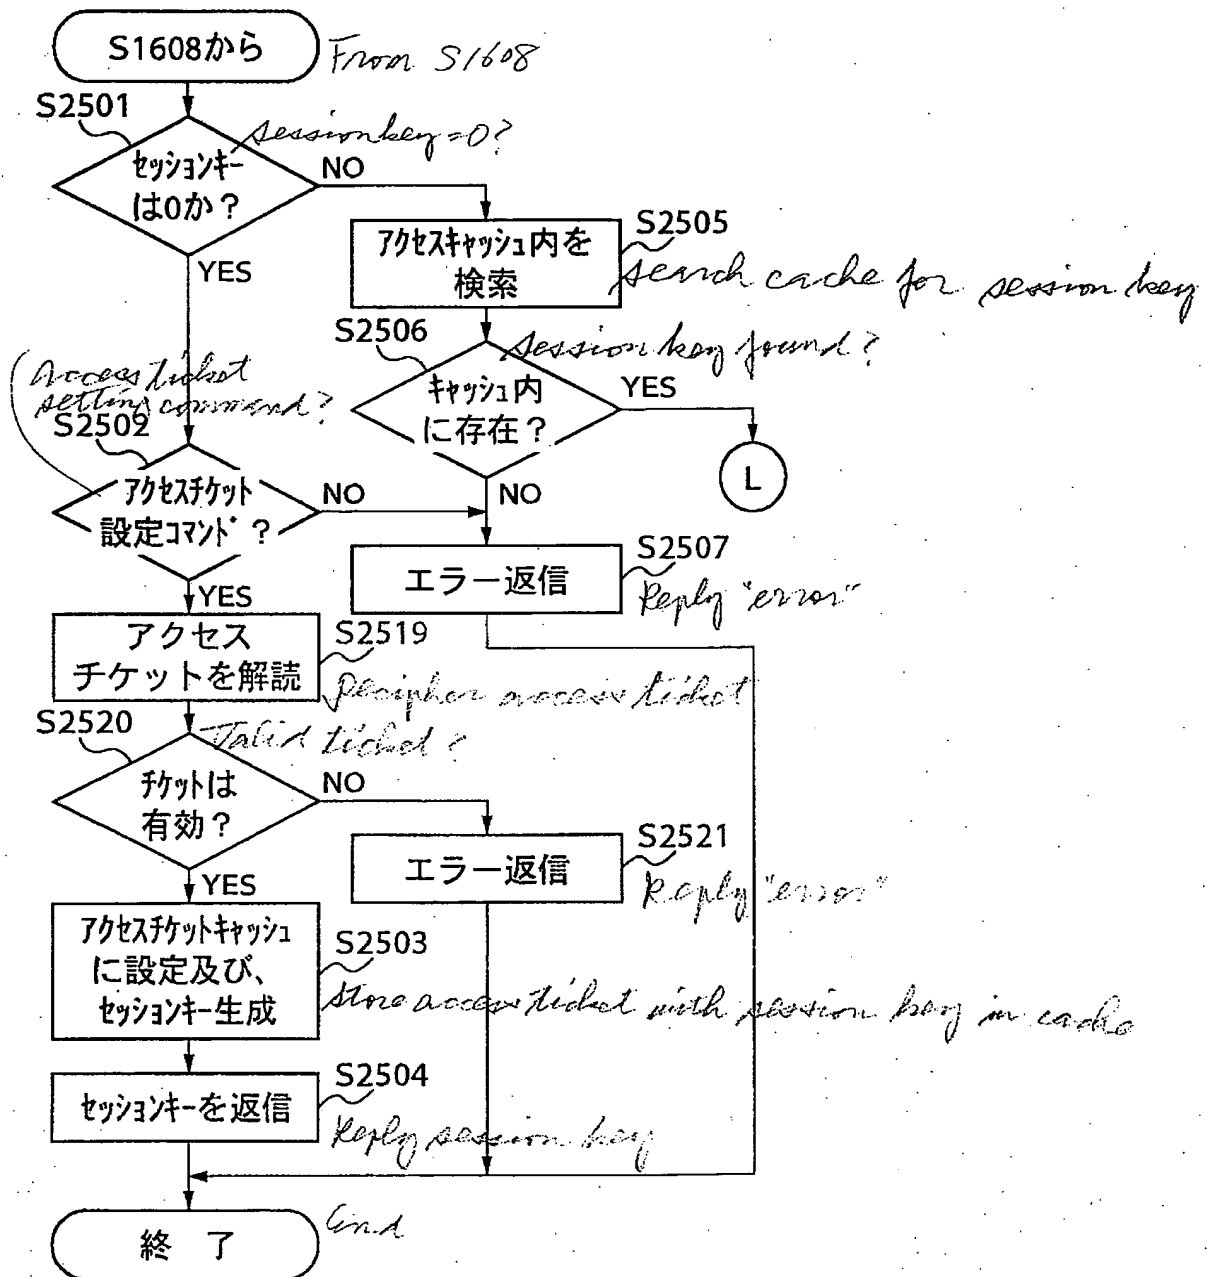 S1608から
From S1608
S2501
session key=0?
セッションキー
は0か？
NO
YES
アクセスキャッシュ内を
検索
S2505
search cache for session key
S2506
session key found?
キャッシュ内
に存在？
YES
NO
L
Access ticket
setting command?
S2502
アクセスチケット
設定コマンド？
NO
YES
エラー返信
S2507
Reply "error"
アクセス
チケットを解読
S2519
Decipher access ticket
S2520
Valid ticket?
チケットは
有効？
NO
YES
エラー返信
S2521
Reply "error"
アクセスチケットキャッシュ
に設定及び、
セッションキー生成
S2503
store access ticket with session key in cache
セッションキーを返信
S2504
Reply session key
終 了
End